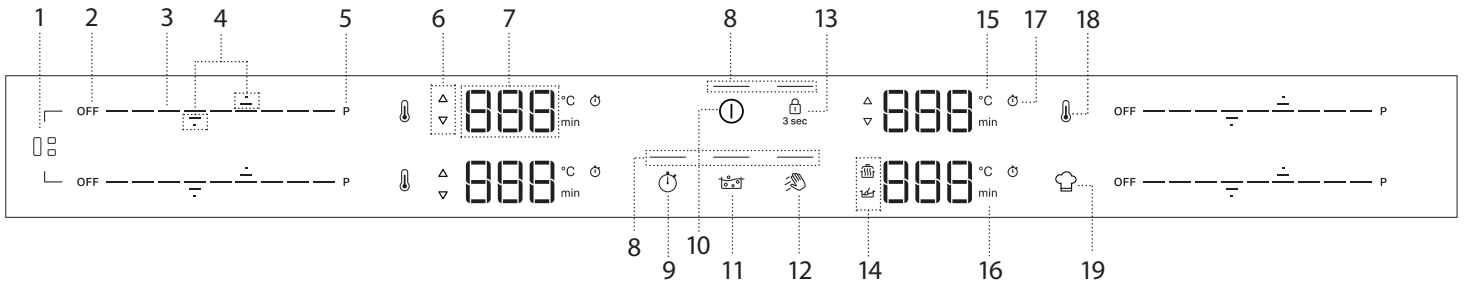 1 2 3 4 5 6 7 8 13 15 17 18
OFF P 888 °C min 3 sec 888 °C min OFF P
OFF P 888 °C min 888 °C min OFF P
8 9 10 11 12 14 16 19